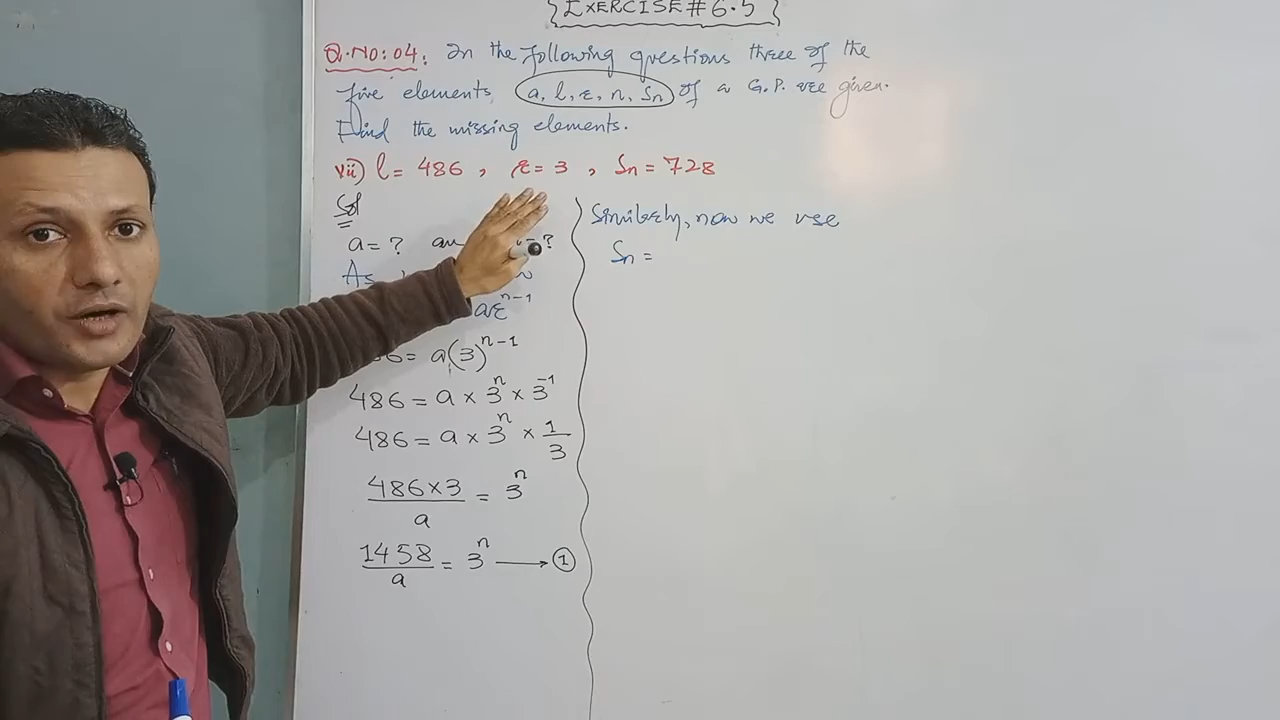 EXERCISE # 6.5
Q.No:04: In the following questions three of the
five elements (a, l, r, n, Sn) of a G.P. are given.
Find the missing elements.
vii) l = 486 , r = 3 , Sn = 728
Sol
a = ? ?
As
ar^(n-1)
= a(3)^(n-1)
486 = a × 3^n × 3^-1
486 = a × 3^n × 1/3
486×3/a = 3^n
1458/a = 3^n ⟶ ①
Similarly, now we use
Sn =